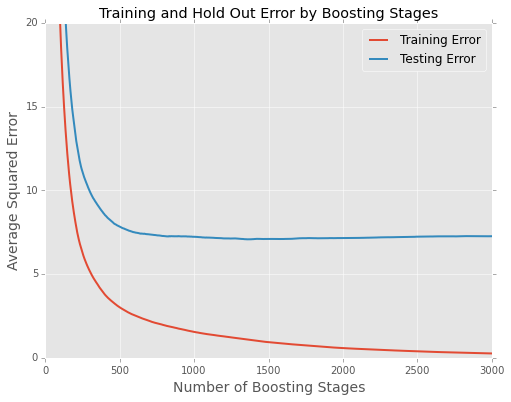 Training and Hold Out Error by Boosting Stages
20
15
10
5
0
Average Squared Error
Training Error
Testing Error
0 500 1000 1500 2000 2500 3000
Number of Boosting Stages